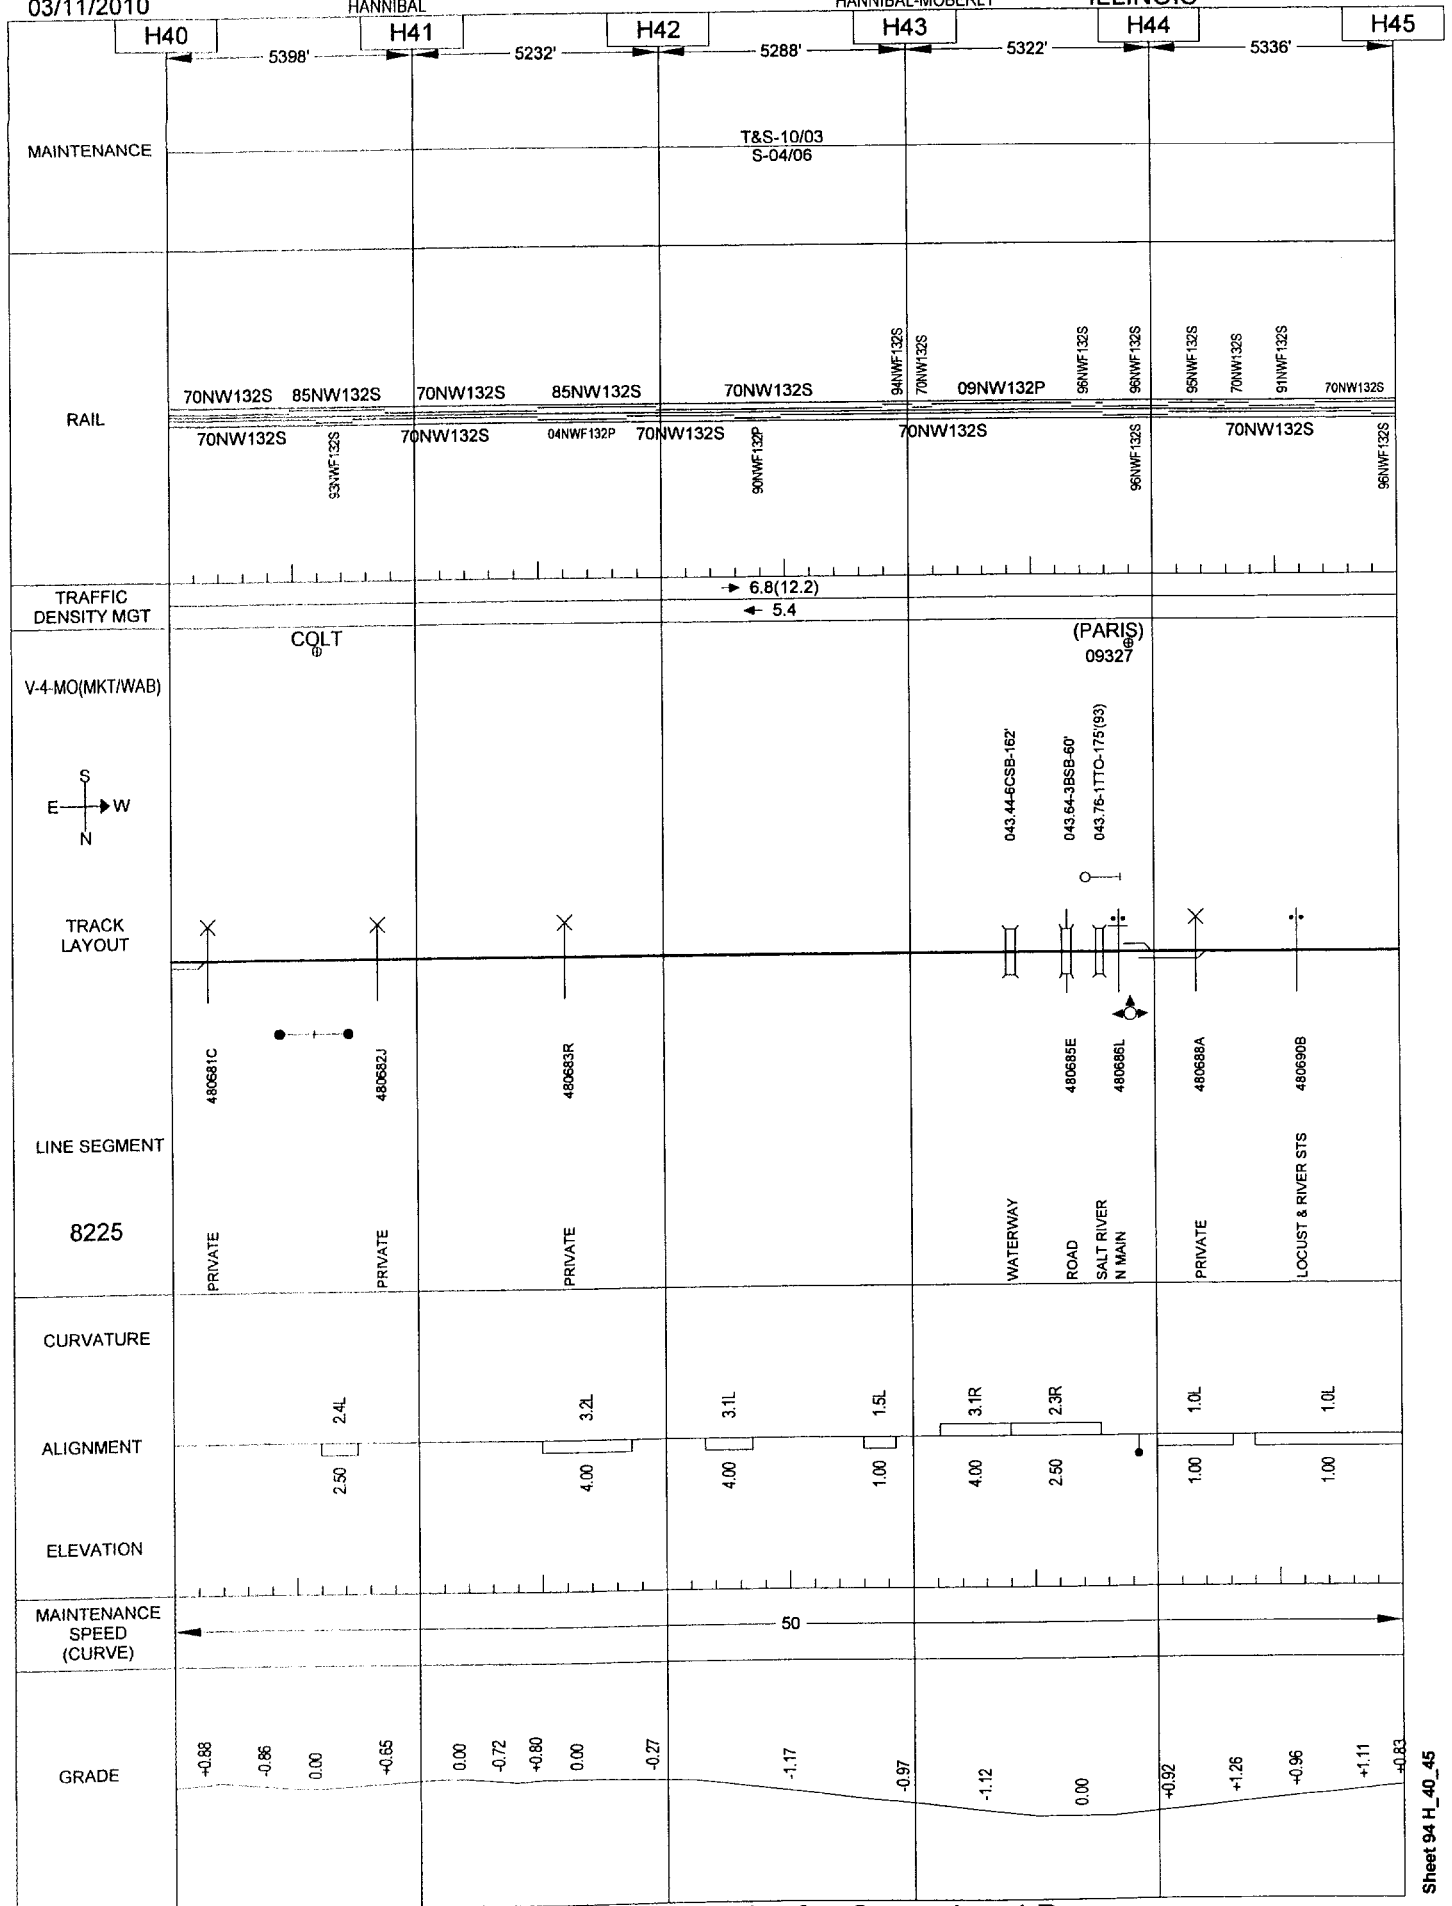 03/11/2010 HANNIBAL HANNIBAL-MOBERLY ILLINOIS
H40 H41 H42 H43 H44 H45
5398' 5232' 5288' 5322' 5336'
MAINTENANCE
T&S-10/03
S-04/06
RAIL
94NWF132S 70NW132S 96NWF132S 96NWF132S 95NWF132S 70NW132S 91NWF132S
70NW132S 85NW132S 70NW132S 85NW132S 70NW132S 09NW132P 70NW132S
70NW132S 70NW132S 04NWF132P 70NW132S 70NW132S 70NW132S
93NWF132S 90NWF132P 96NWF132S 96NWF132S
TRAFFIC
DENSITY MGT
6.8(12.2)
5.4
COLT (PARIS)
09327
V-4-MO(MKT/WAB)
043.44-6CSB-162' 043.64-3BSB-60' 043.76-1TTO-175'(93)
S
E W
N
TRACK
LAYOUT
480681C 480682J 480683R 480685E 480686L 480688A 480690B
LINE SEGMENT
8225
PRIVATE PRIVATE PRIVATE WATERWAY ROAD SALT RIVER N MAIN PRIVATE LOCUST & RIVER STS
CURVATURE
2.4L 3.2L 3.1L 1.5L 3.1R 2.3R 1.0L 1.0L
ALIGNMENT
2.50 4.00 4.00 1.00 4.00 2.50 1.00 1.00
ELEVATION
MAINTENANCE
SPEED
(CURVE)
50
GRADE
+0.88 -0.86 0.00 +0.65 0.00 -0.72 +0.80 0.00 -0.27 -1.17 -0.97 -1.12 0.00 +0.92 +1.26 +0.96 +1.11 +0.83
Sheet 94 H_40_45